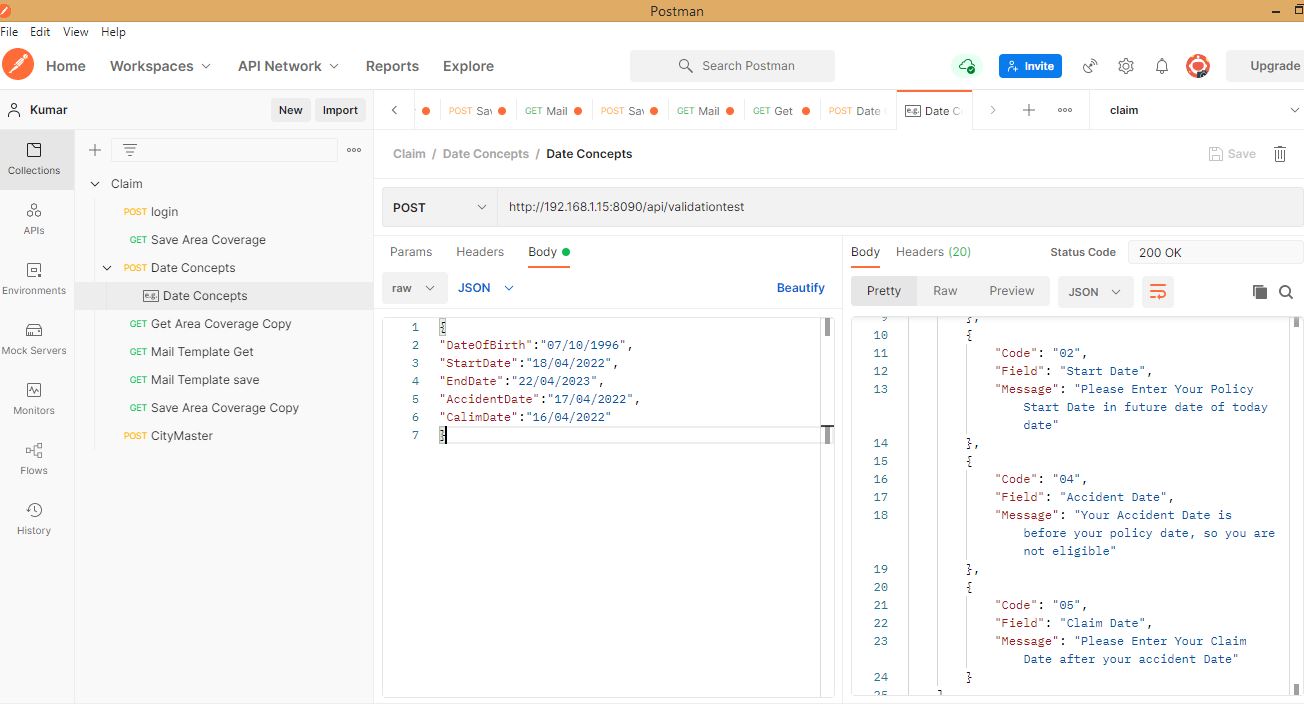 Postman
File Edit View Help
Home Workspaces API Network Reports Explore Search Postman Invite Upgrade
Kumar New Import
POST Sav GET Mail POST Sav GET Mail GET Get POST Date e.g. Date C claim
Collections
APIs
Environments
Mock Servers
Monitors
Flows
History
Claim
POST login
GET Save Area Coverage
POST Date Concepts
e.g. Date Concepts
GET Get Area Coverage Copy
GET Mail Template Get
GET Mail Template save
GET Save Area Coverage Copy
POST CityMaster
Claim / Date Concepts / Date Concepts Save
POST http://192.168.1.15:8090/api/validationtest
Params Headers Body
raw JSON Beautify
1 {
2 "DateOfBirth":"07/10/1996",
3 "StartDate":"18/04/2022",
4 "EndDate":"22/04/2023",
5 "AccidentDate":"17/04/2022",
6 "CalimDate":"16/04/2022"
7 }
Body Headers (20) Status Code 200 OK
Pretty Raw Preview JSON
9 },
10 {
11 "Code": "02",
12 "Field": "Start Date",
13 "Message": "Please Enter Your Policy
Start Date in future date of today
date"
14 },
15 {
16 "Code": "04",
17 "Field": "Accident Date",
18 "Message": "Your Accident Date is
before your policy date, so you are
not eligible"
19 },
20 {
21 "Code": "05",
22 "Field": "Claim Date",
23 "Message": "Please Enter Your Claim
Date after your accident Date"
24 }
25 ]